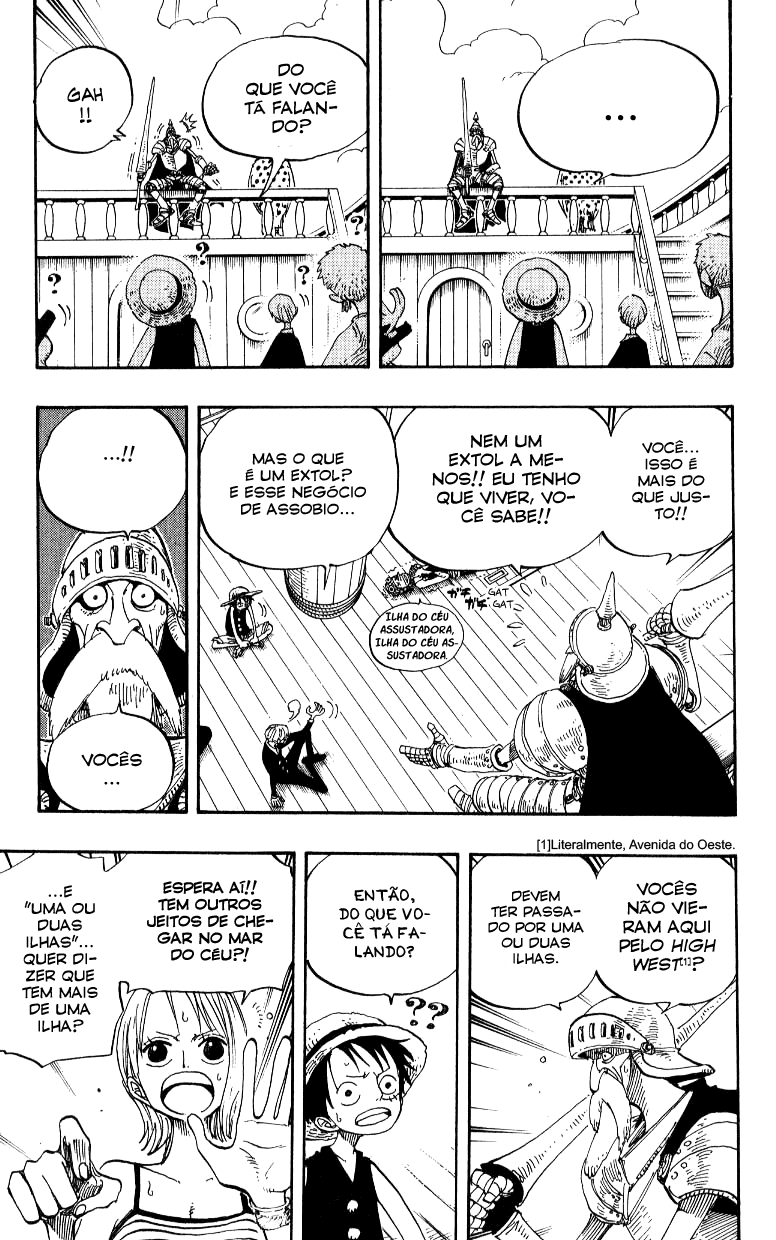 ...
DO
QUE VOCÊ
TÁ FALAN-
DO?
GAH
!!
?
?
?
VOCÊ...
ISSO É
MAIS DO
QUE JUS-
TO!!
NEM UM
EXTOL A ME-
NOS!! EU TENHO
QUE VIVER, VO-
CÊ SABE!!
MAS O QUE
É UM EXTOL?
E ESSE NEGÓCIO
DE ASSOBIO...
ガチ GAT
ガチ GAT
ILHA DO CÉU
ASSUSTADORA,
ILHA DO CÉU AS-
SUSTADORA.
...!!
VOCÊS
...
[1]Literalmente, Avenida do Oeste.
VOCÊS
NÃO VIE-
RAM AQUI
PELO HIGH
WEST[1]?
DEVEM
TER PASSA-
DO POR UMA
OU DUAS
ILHAS.
ENTÃO,
DO QUE VO-
CÊ TÁ FA-
LANDO?
??
ESPERA AÍ!!
TEM OUTROS
JEITOS DE CHE-
GAR NO MAR
DO CÉU?!
...E
"UMA OU
DUAS
ILHAS"...
QUER DI-
ZER QUE
TEM MAIS
DE UMA
ILHA?